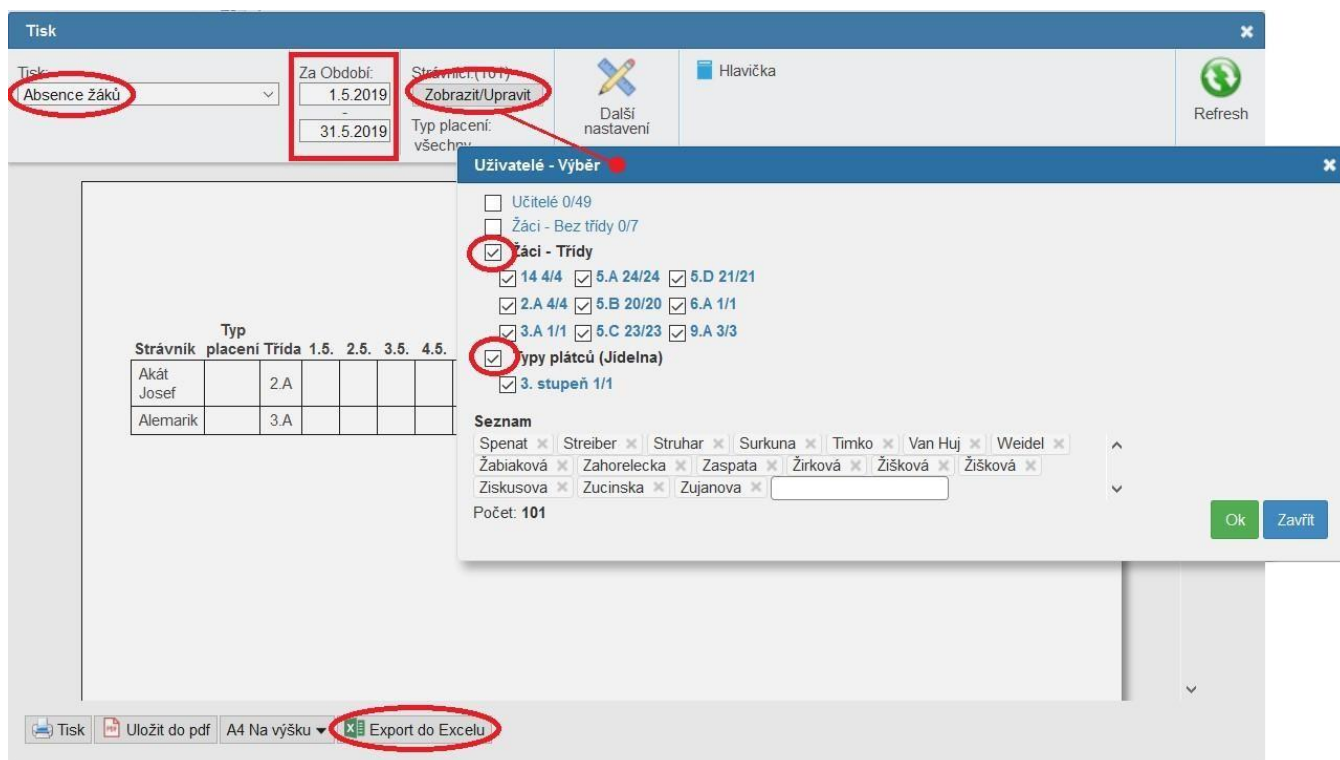 Tisk
Tisk:
Absence žáků
Za Období:
1.5.2019
-
31.5.2019
Strávníci:(101)
Zobrazit/Upravit
Typ placení:
všechny
Další
nastavení
Hlavička
Refresh
Uživatelé - Výběr
Učitelé 0/49
Žáci - Bez třídy 0/7
Žáci - Třídy
14 4/4 5.A 24/24 5.D 21/21
2.A 4/4 5.B 20/20 6.A 1/1
3.A 1/1 5.C 23/23 9.A 3/3
Typy plátců (Jídelna)
3. stupeň 1/1
Seznam
Spenat Streiber Struhar Surkuna Timko Van Huj Weidel
Žabiaková Zahorelecka Zaspata Žirková Žišková Žišková
Ziskusova Zucinska Zujanova
Počet: 101
Ok Zavřít
Typ
Strávník placení Třída 1.5. 2.5. 3.5. 4.5.
Akát
Josef
2.A
Alemarik 3.A
Tisk Uložit do pdf A4 Na výšku Export do Excelu